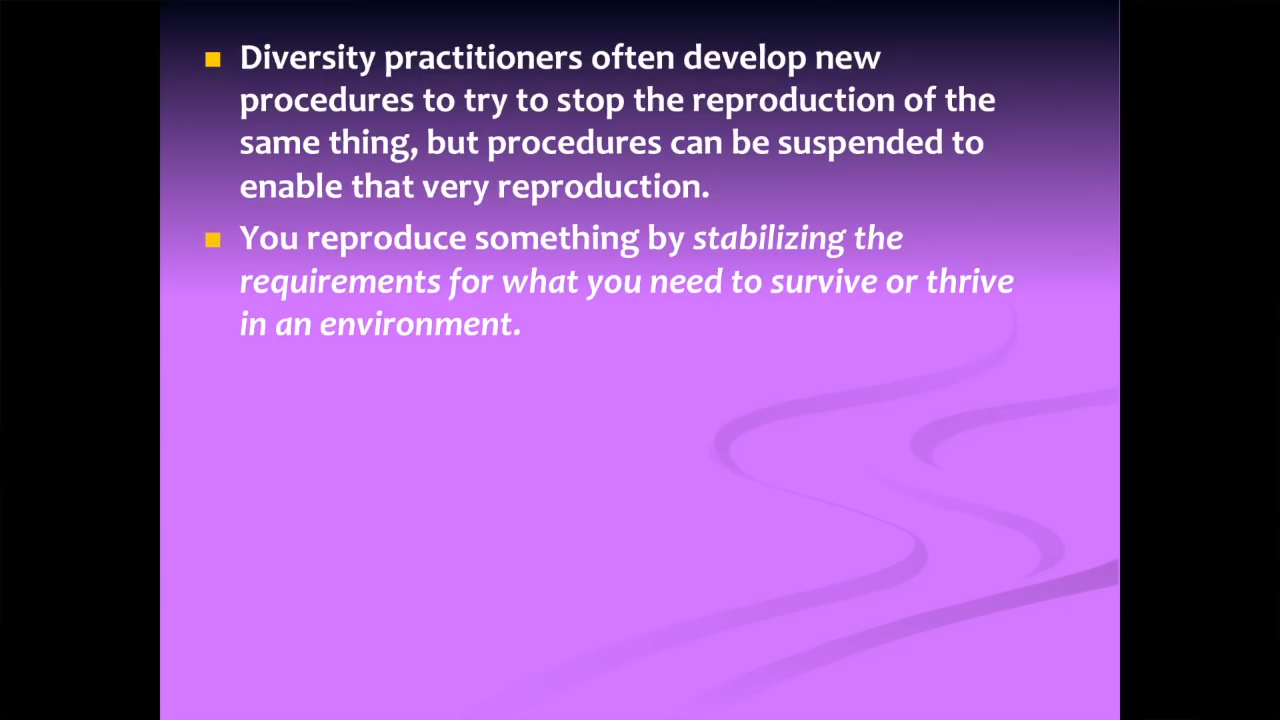 Diversity practitioners often develop new
procedures to try to stop the reproduction of the
same thing, but procedures can be suspended to
enable that very reproduction.
You reproduce something by stabilizing the
requirements for what you need to survive or thrive
in an environment.